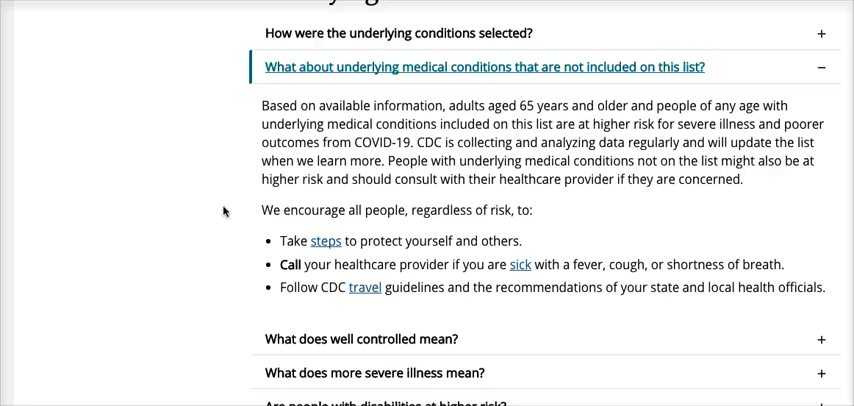 How were the underlying conditions selected? +
What about underlying medical conditions that are not included on this list? −
Based on available information, adults aged 65 years and older and people of any age with
underlying medical conditions included on this list are at higher risk for severe illness and poorer
outcomes from COVID-19. CDC is collecting and analyzing data regularly and will update the list
when we learn more. People with underlying medical conditions not on the list might also be at
higher risk and should consult with their healthcare provider if they are concerned.
We encourage all people, regardless of risk, to:
• Take steps to protect yourself and others.
• Call your healthcare provider if you are sick with a fever, cough, or shortness of breath.
• Follow CDC travel guidelines and the recommendations of your state and local health officials.
What does well controlled mean? +
What does more severe illness mean? +
Are people with disabilities at higher risk? +